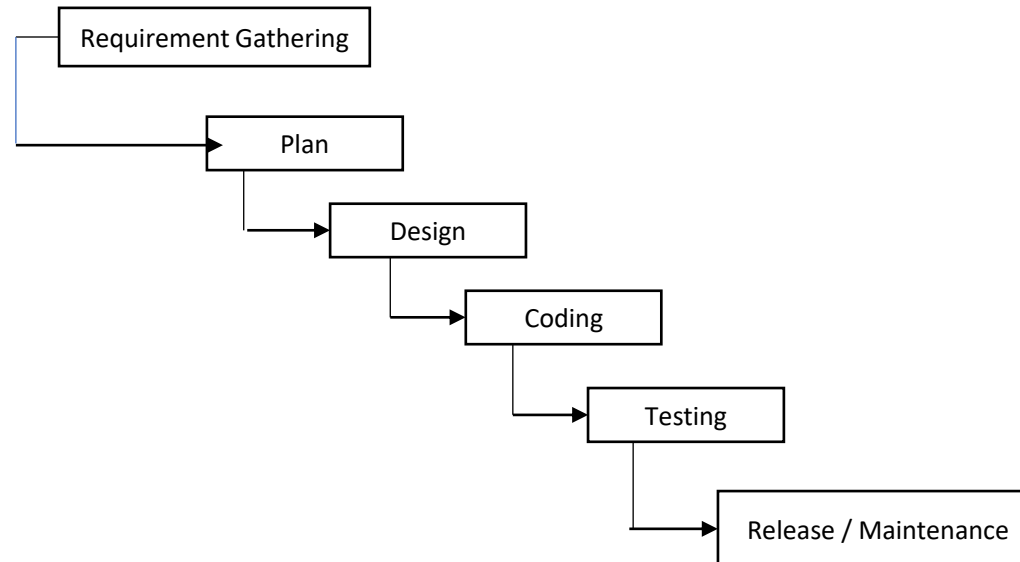 Requirement Gathering
Plan
Design
Coding
Testing
Release / Maintenance